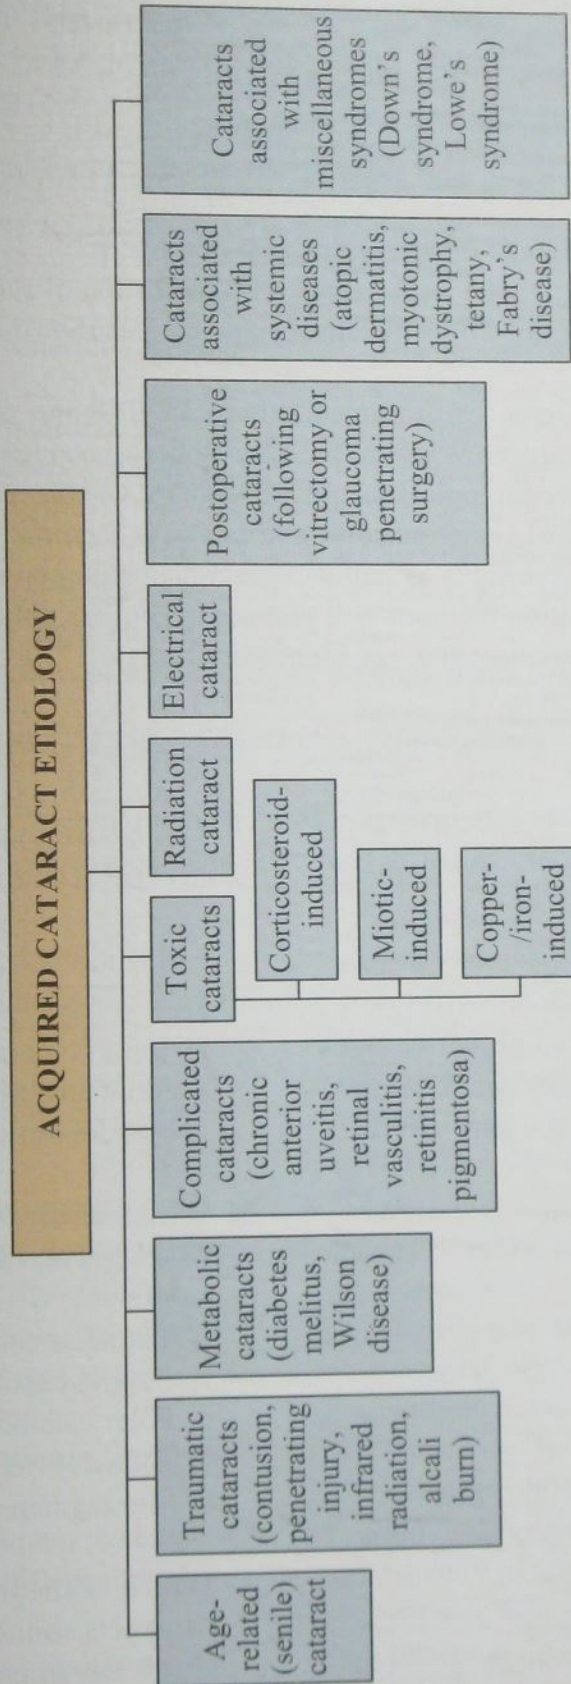 ACQUIRED CATARACT ETIOLOGY
Age-
related
(senile)
cataract
Traumatic
cataracts
(contusion,
penetrating
injury,
infrared
radiation,
alcali
burn)
Metabolic
cataracts
(diabetes
melitus,
Wilson
disease)
Complicated
cataracts
(chronic
anterior
uveitis,
retinal
vasculitis,
retinitis
pigmentosa)
Toxic
cataracts
Corticosteroid-
induced
Miotic-
induced
Copper-
/iron-
induced
Radiation
cataract
Electrical
cataract
Postoperative
cataracts
(following
vitrectomy or
glaucoma
penetrating
surgery)
Cataracts
associated
with
systemic
diseases
(atopic
dermatitis,
myotonic
dystrophy,
tetany,
Fabry's
disease)
Cataracts
associated
with
miscellaneous
syndromes
(Down's
syndrome,
Lowe's
syndrome)